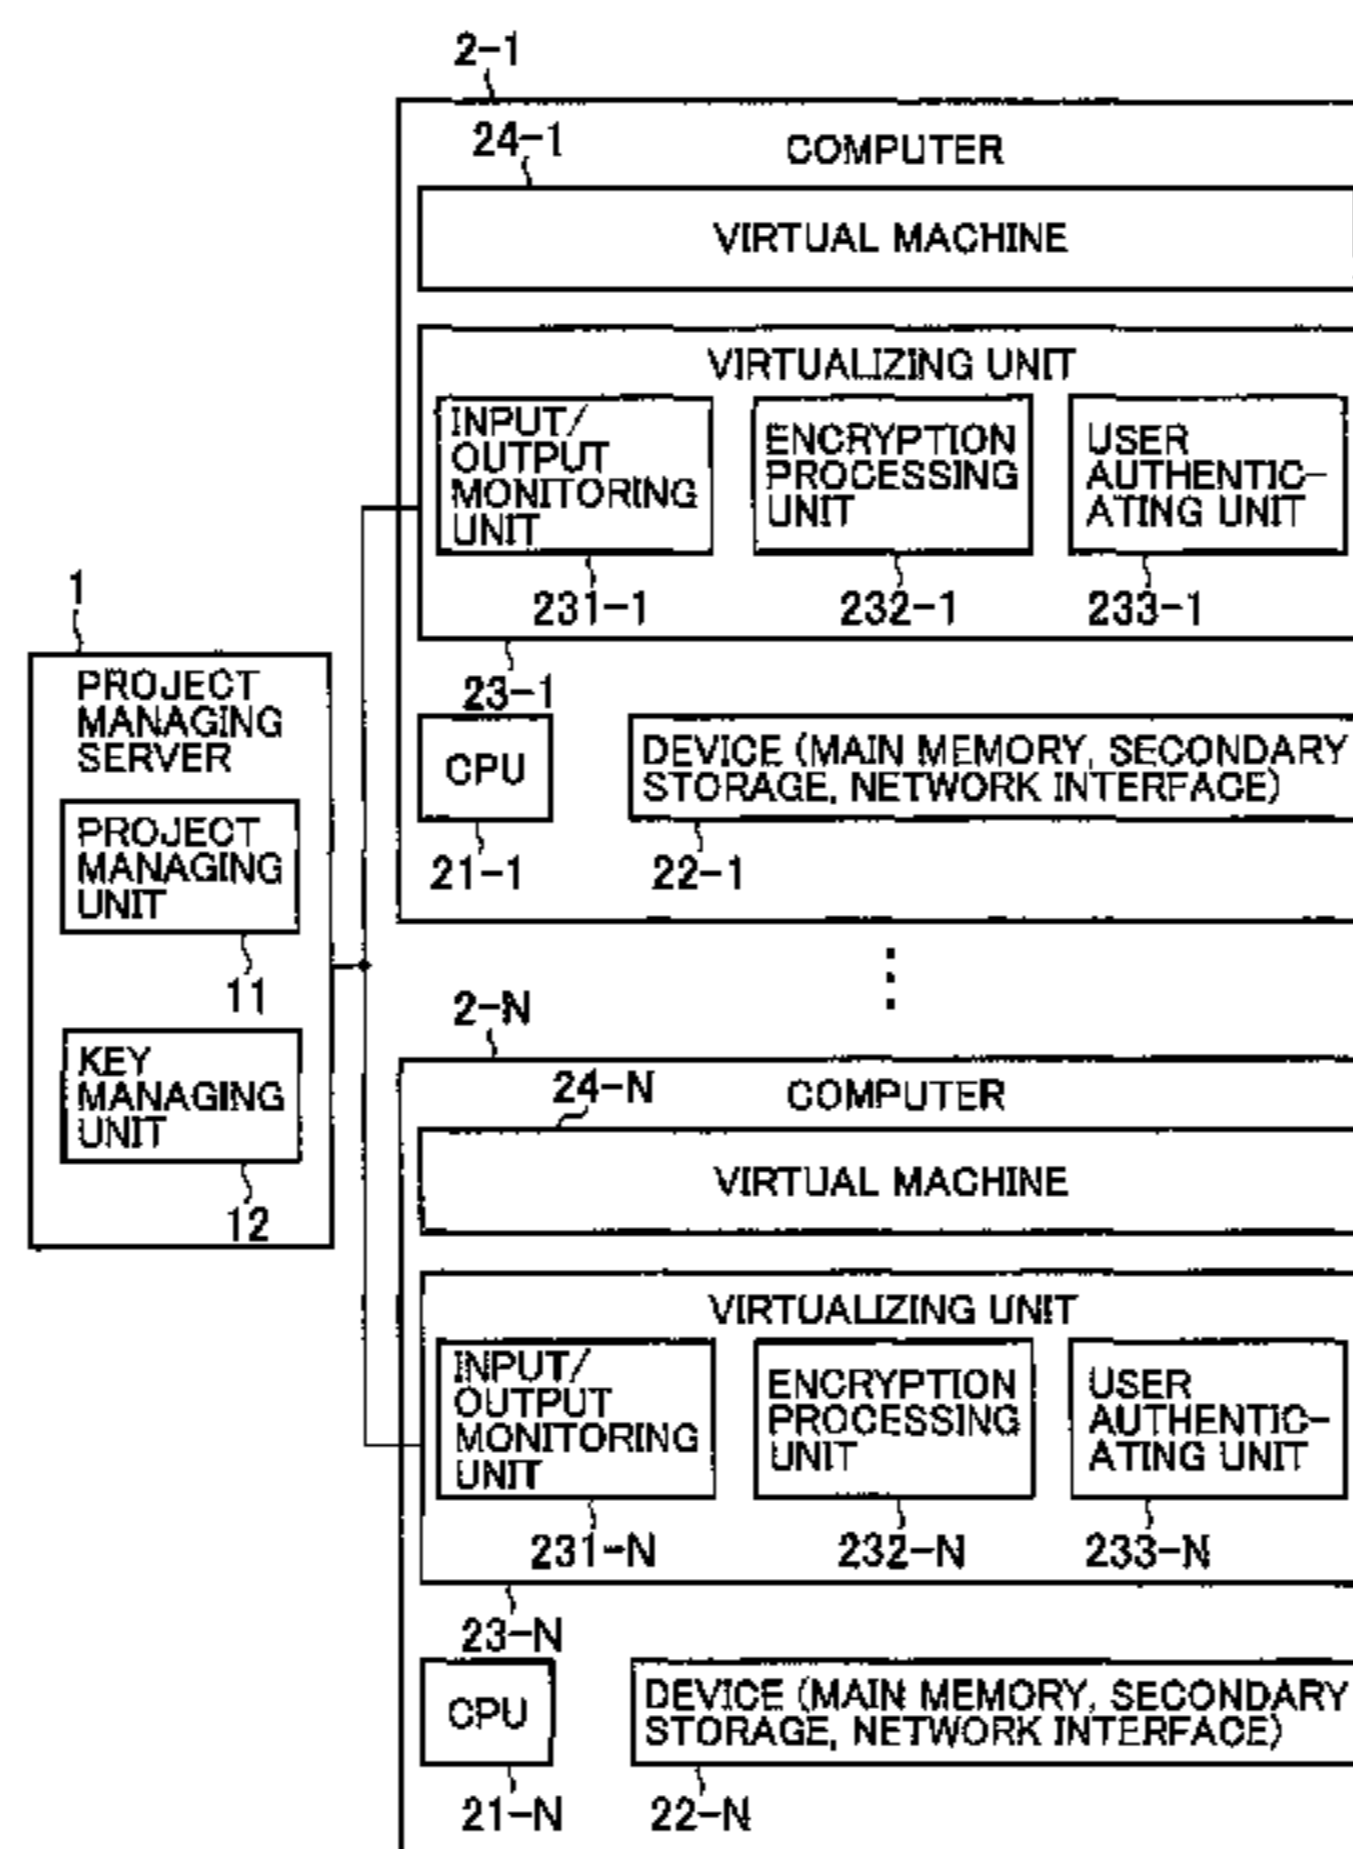 2-1
24-1
COMPUTER
VIRTUAL MACHINE
VIRTUALIZING UNIT
INPUT/
OUTPUT
MONITORING
UNIT
ENCRYPTION
PROCESSING
UNIT
USER
AUTHENTIC-
ATING UNIT
231-1
232-1
233-1
23-1
CPU
DEVICE (MAIN MEMORY, SECONDARY
STORAGE, NETWORK INTERFACE)
21-1
22-1
1
PROJECT
MANAGING
SERVER
PROJECT
MANAGING
UNIT
11
KEY
MANAGING
UNIT
12
2-N
24-N
COMPUTER
VIRTUAL MACHINE
VIRTUALIZING UNIT
INPUT/
OUTPUT
MONITORING
UNIT
ENCRYPTION
PROCESSING
UNIT
USER
AUTHENTIC-
ATING UNIT
231-N
232-N
233-N
23-N
CPU
DEVICE (MAIN MEMORY, SECONDARY
STORAGE, NETWORK INTERFACE)
21-N
22-N